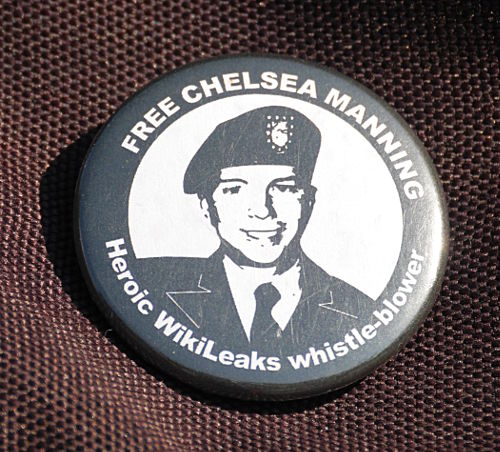 FREE CHELSEA MANNING
Heroic WikiLeaks whistle-blower